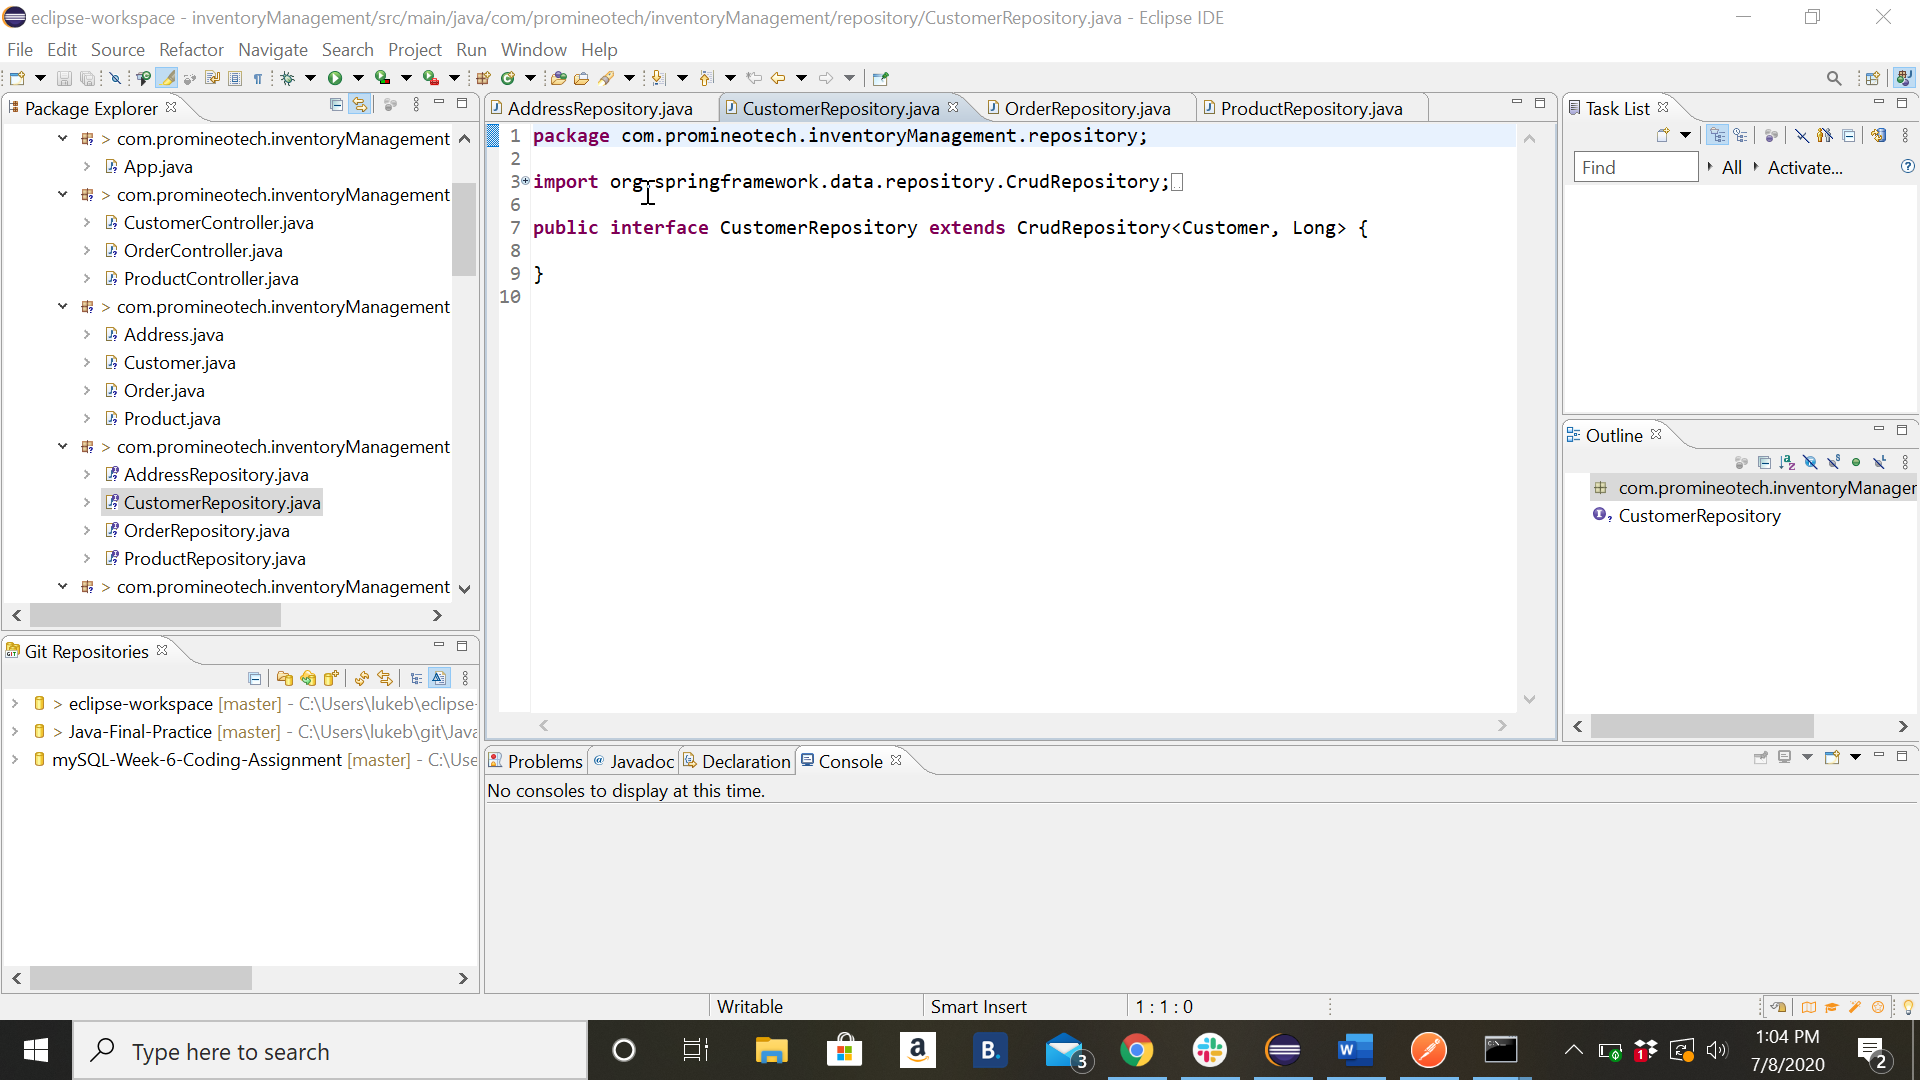 eclipse-workspace - inventoryManagement/src/main/java/com/promineotech/inventoryManagement/repository/CustomerRepository.java - Eclipse IDE
File Edit Source Refactor Navigate Search Project Run Window Help
Package Explorer
> com.promineotech.inventoryManagement
App.java
> com.promineotech.inventoryManagement
CustomerController.java
OrderController.java
ProductController.java
> com.promineotech.inventoryManagement
Address.java
Customer.java
Order.java
Product.java
> com.promineotech.inventoryManagement
AddressRepository.java
CustomerRepository.java
OrderRepository.java
ProductRepository.java
> com.promineotech.inventoryManagement
Git Repositories
> eclipse-workspace [master] - C:\Users\lukeb\eclipse-
> Java-Final-Practice [master] - C:\Users\lukeb\git\Java
mySQL-Week-6-Coding-Assignment [master] - C:\Use
AddressRepository.java CustomerRepository.java OrderRepository.java ProductRepository.java
1 package com.promineotech.inventoryManagement.repository;
2
3 import org.springframework.data.repository.CrudRepository;
6
7 public interface CustomerRepository extends CrudRepository<Customer, Long> {
8
9 }
10
Problems @ Javadoc Declaration Console
No consoles to display at this time.
Task List
Find All Activate...
Outline
com.promineotech.inventoryManager
CustomerRepository
Writable Smart Insert 1 : 1 : 0
Type here to search
a
B.
3
W
1
1:04 PM
7/8/2020
2